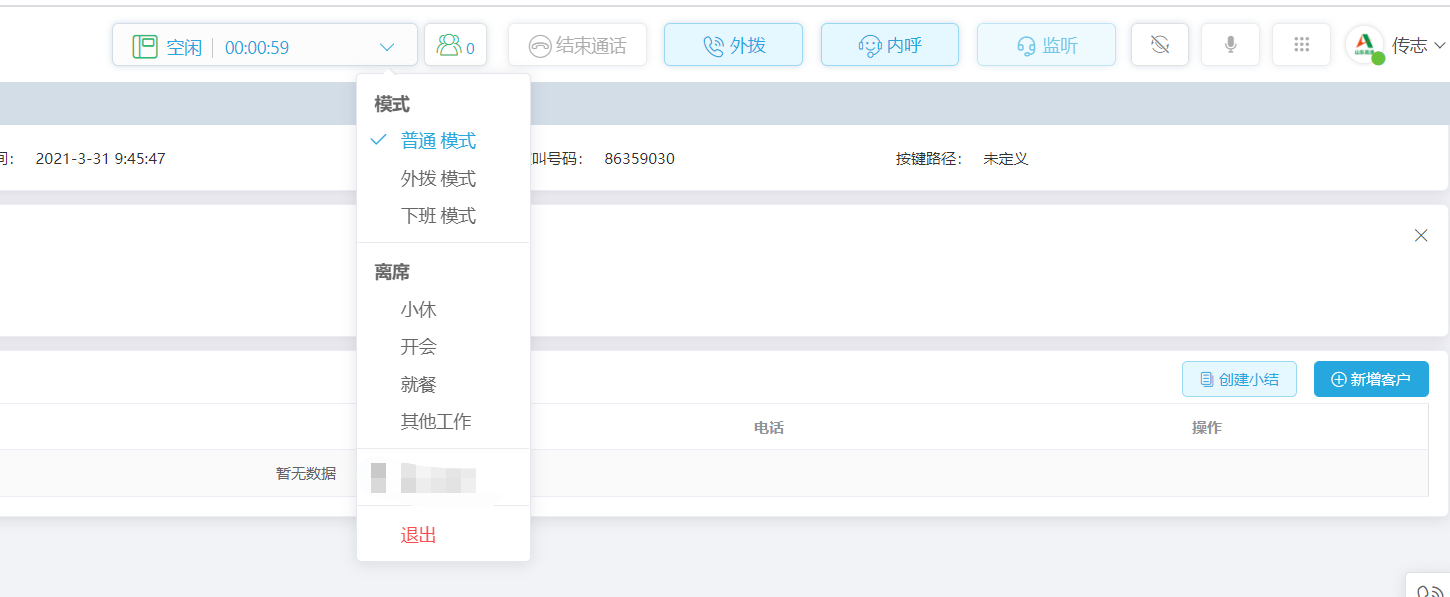 空闲 00:00:59 0 结束通话 外拨 内呼 监听 传志
模式
普通 模式
外拨 模式
下班 模式
间： 2021-3-31 9:45:47 叫号码： 86359030 按键路径： 未定义
离席
小休
开会
就餐
其他工作
退出
创建小结 新增客户
电话 操作
暂无数据